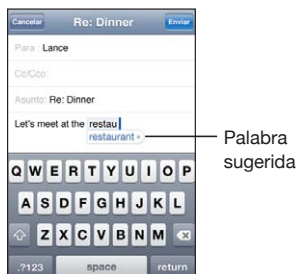 Cancelar Re: Dinner Enviar
Para : Lance
Cc/Cco:
Asunto: Re: Dinner
Let's meet at the restau
restaurant ×
Palabra
sugerida
Q W E R T Y U I O P
A S D F G H J K L
Z X C V B N M
.?123 space return